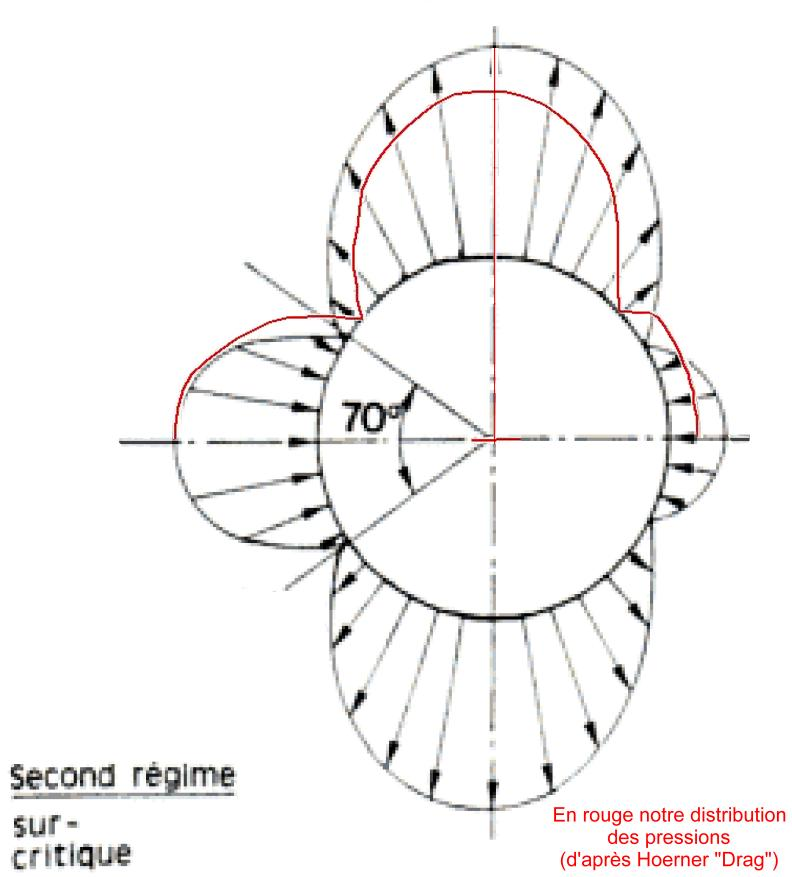 70°
Second régime
sur-
critique
En rouge notre distribution
des pressions
(d'après Hoerner "Drag")